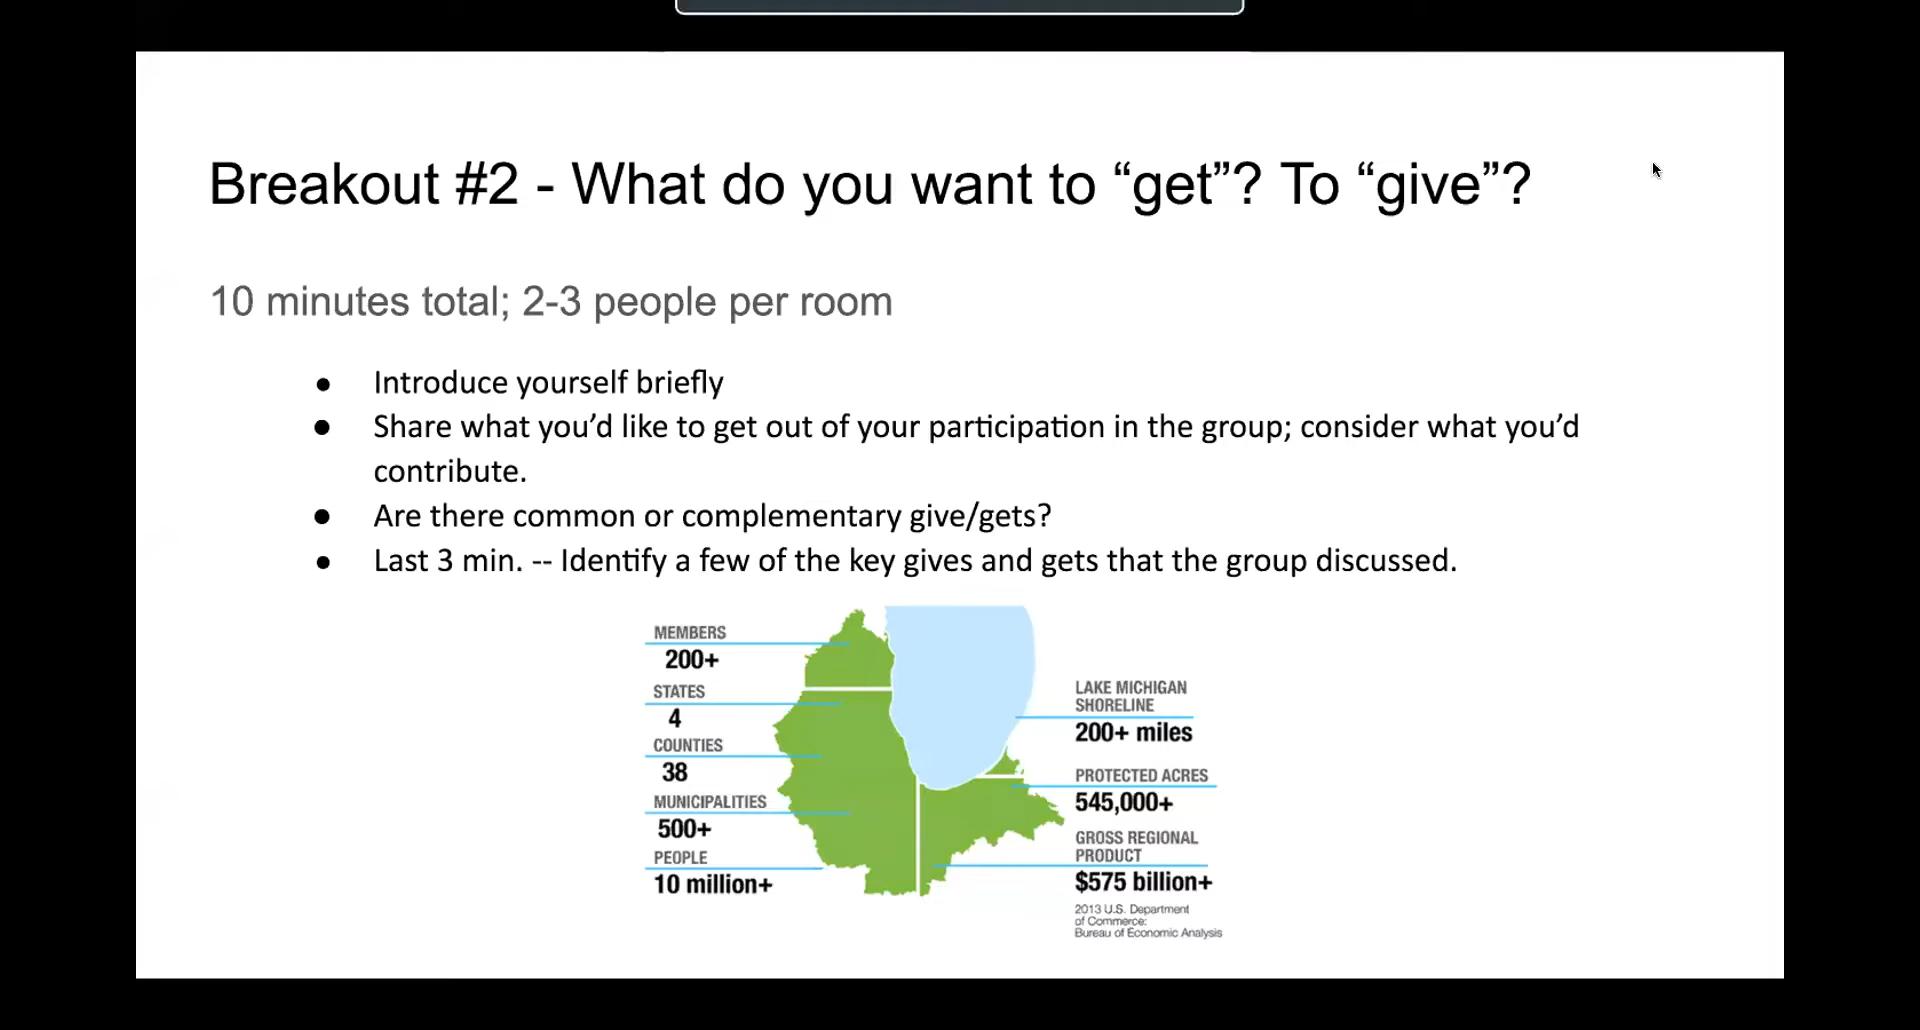 Breakout #2 - What do you want to “get”? To “give”?
10 minutes total; 2-3 people per room
● Introduce yourself briefly
● Share what you’d like to get out of your participation in the group; consider what you’d
contribute.
● Are there common or complementary give/gets?
● Last 3 min. -- Identify a few of the key gives and gets that the group discussed.
MEMBERS
200+
STATES
4
COUNTIES
38
MUNICIPALITIES
500+
PEOPLE
10 million+
LAKE MICHIGAN
SHORELINE
200+ miles
PROTECTED ACRES
545,000+
GROSS REGIONAL
PRODUCT
$575 billion+
2013 U.S. Department
of Commerce:
Bureau of Economic Analysis